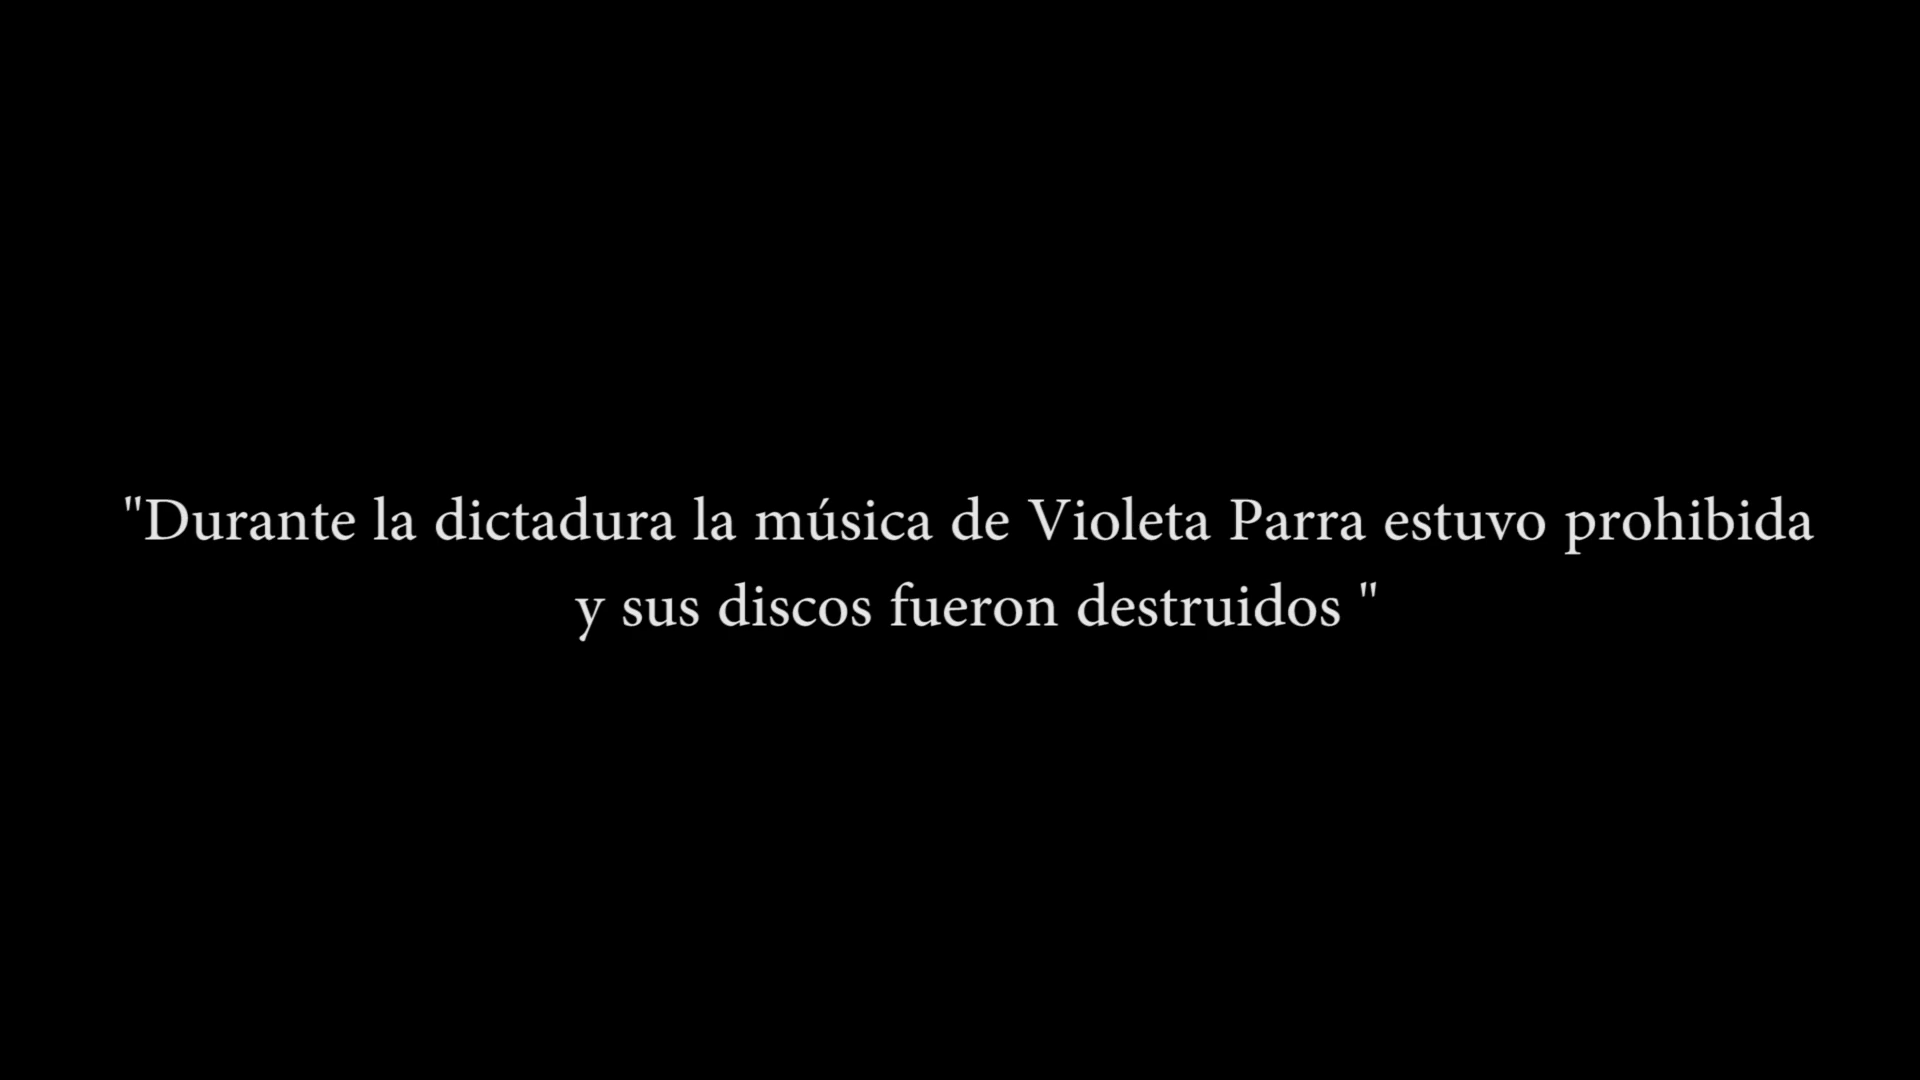 "Durante la dictadura la música de Violeta Parra estuvo prohibida
y sus discos fueron destruidos "